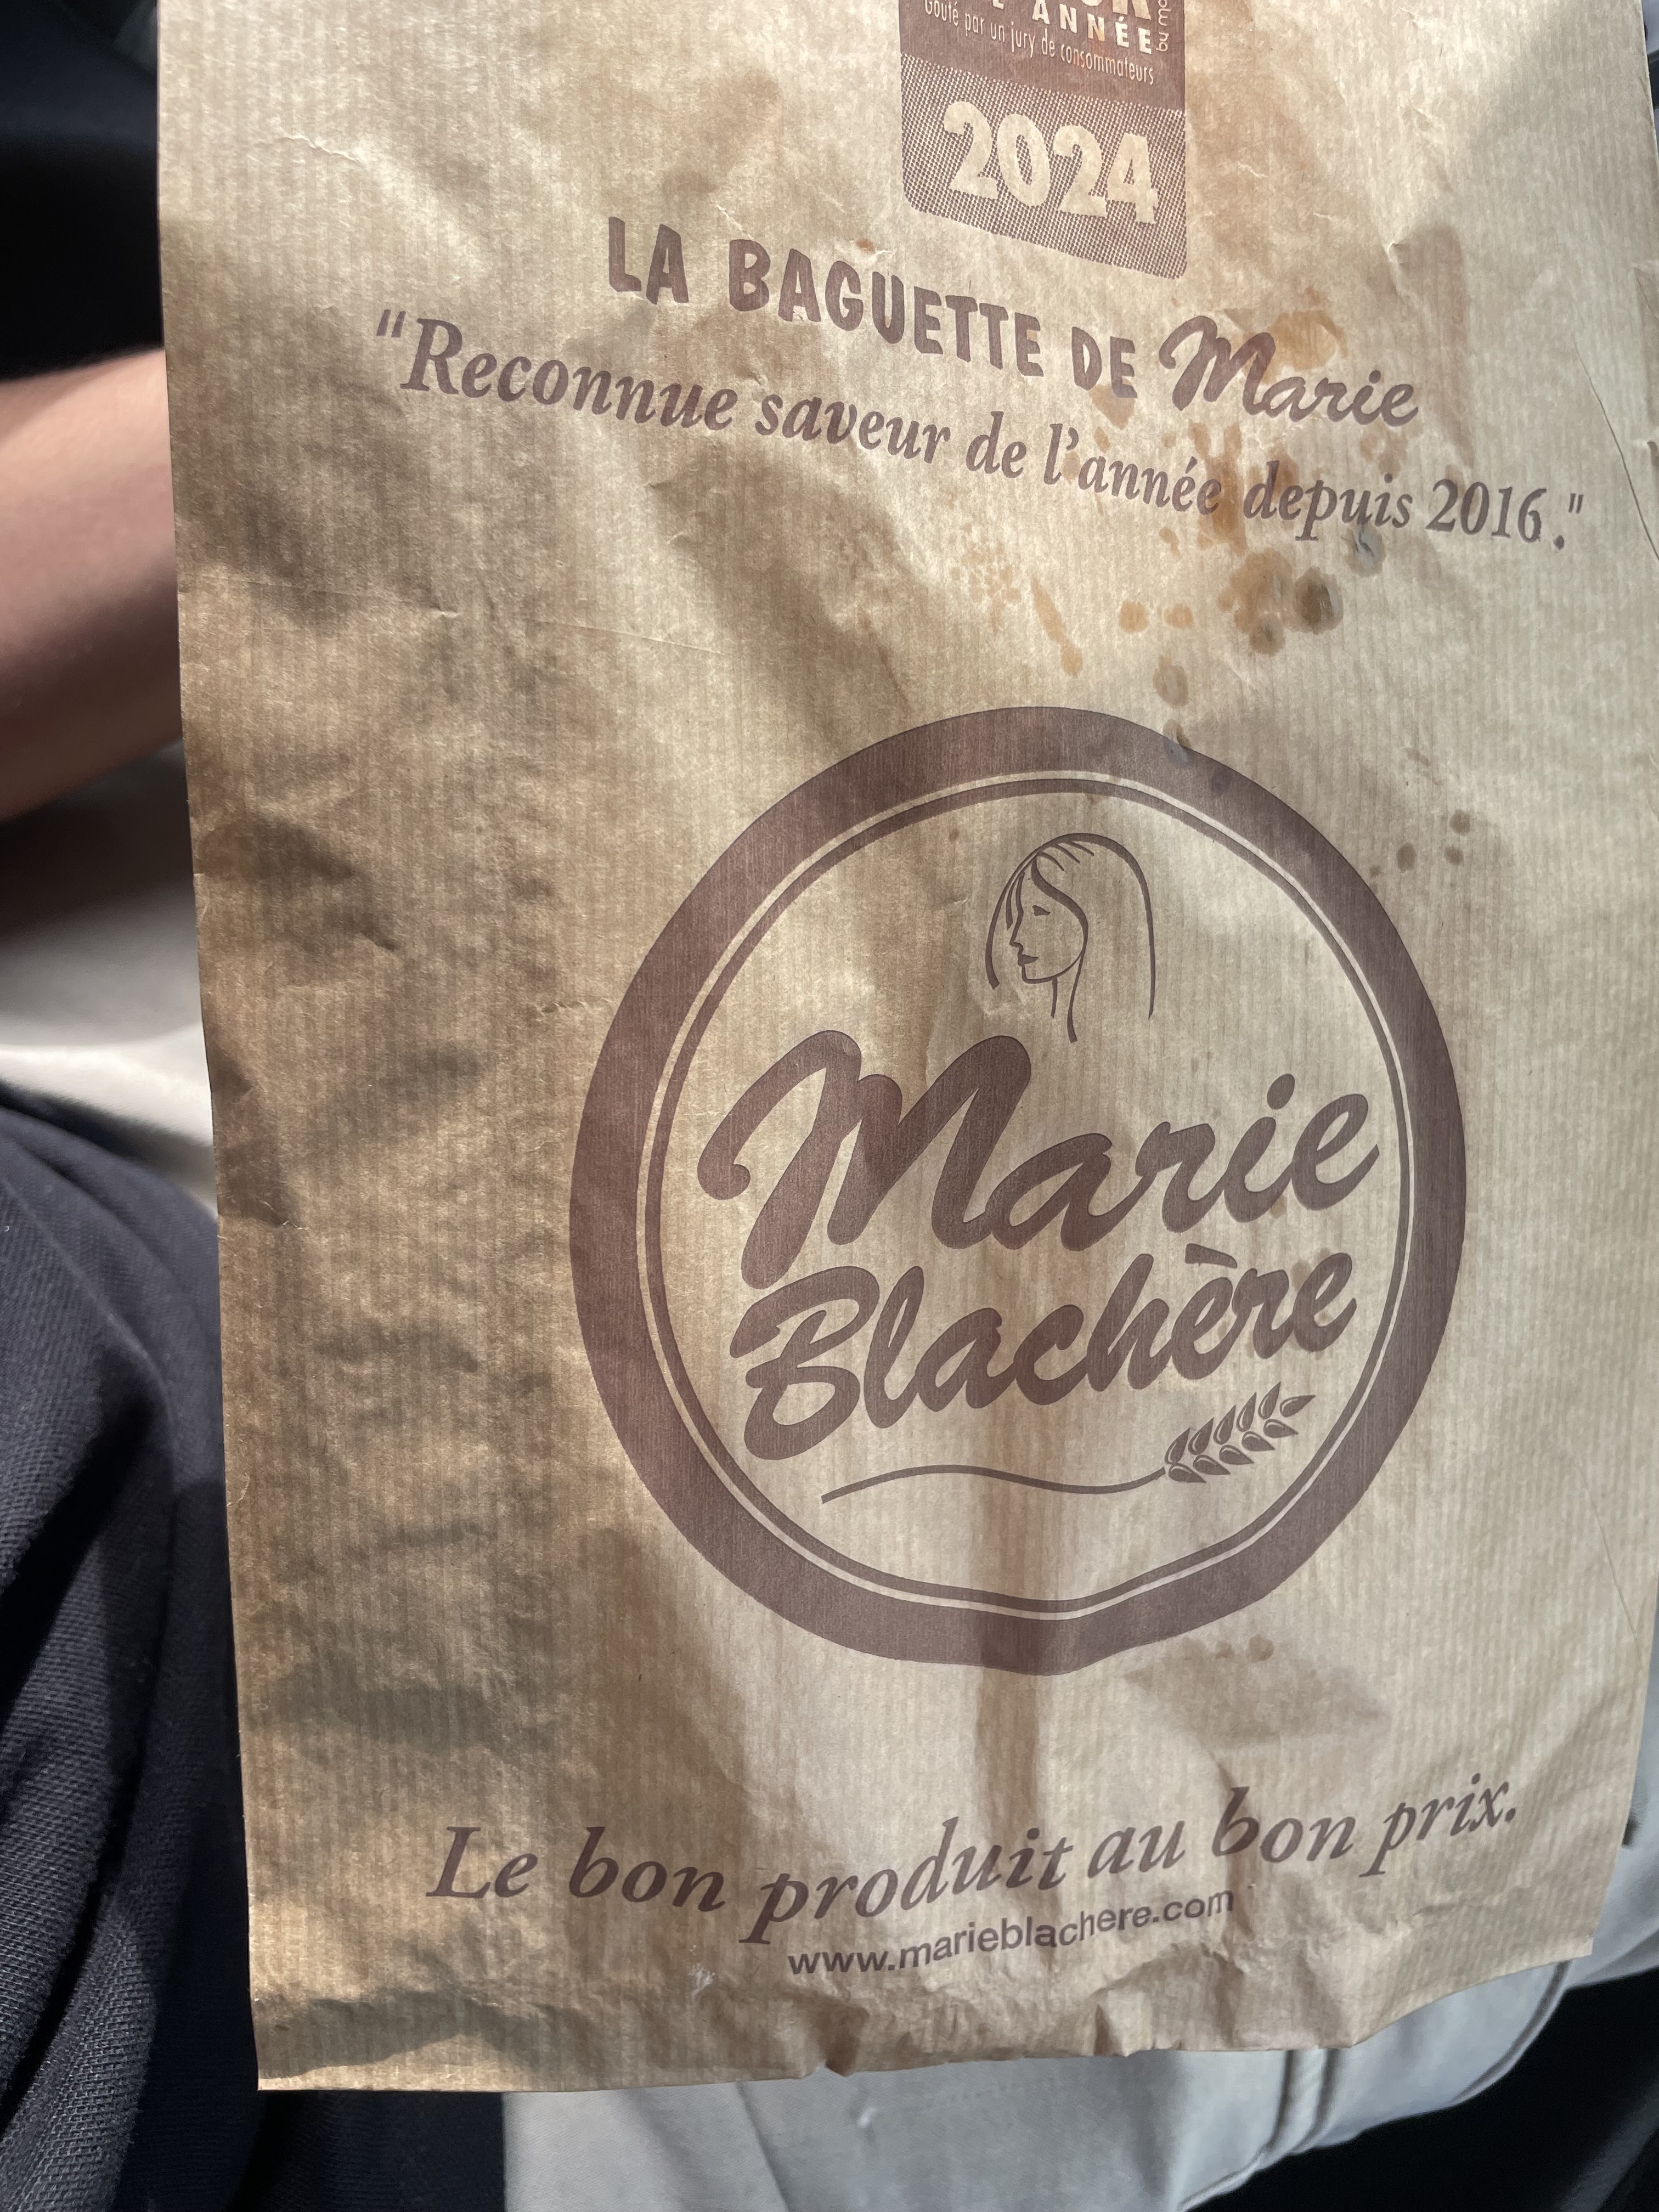 L'ANNÉE
Goûté par un jury de consommateurs
2024
LA BAGUETTE DE Marie
"Reconnue saveur de l'année depuis 2016."
Marie
Blachère
Le bon produit au bon prix.
www.marieblachere.com